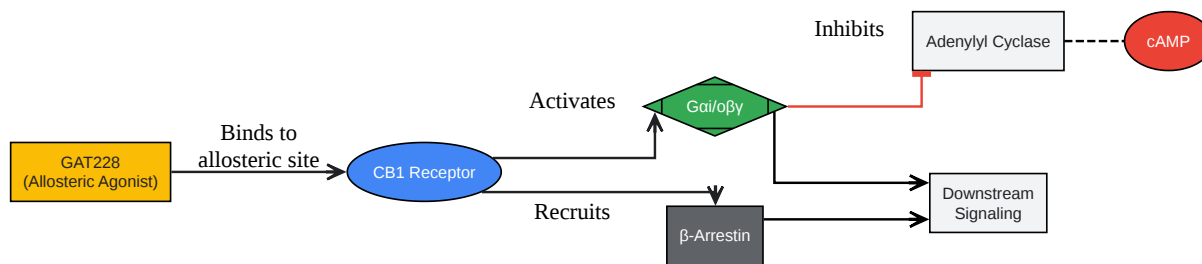 GAT228
(Allosteric Agonist)
Binds to
allosteric site
CB1 Receptor
Activates
Recruits
Gαi/oβγ
β-Arrestin
Inhibits
Adenylyl Cyclase
cAMP
Downstream
Signaling